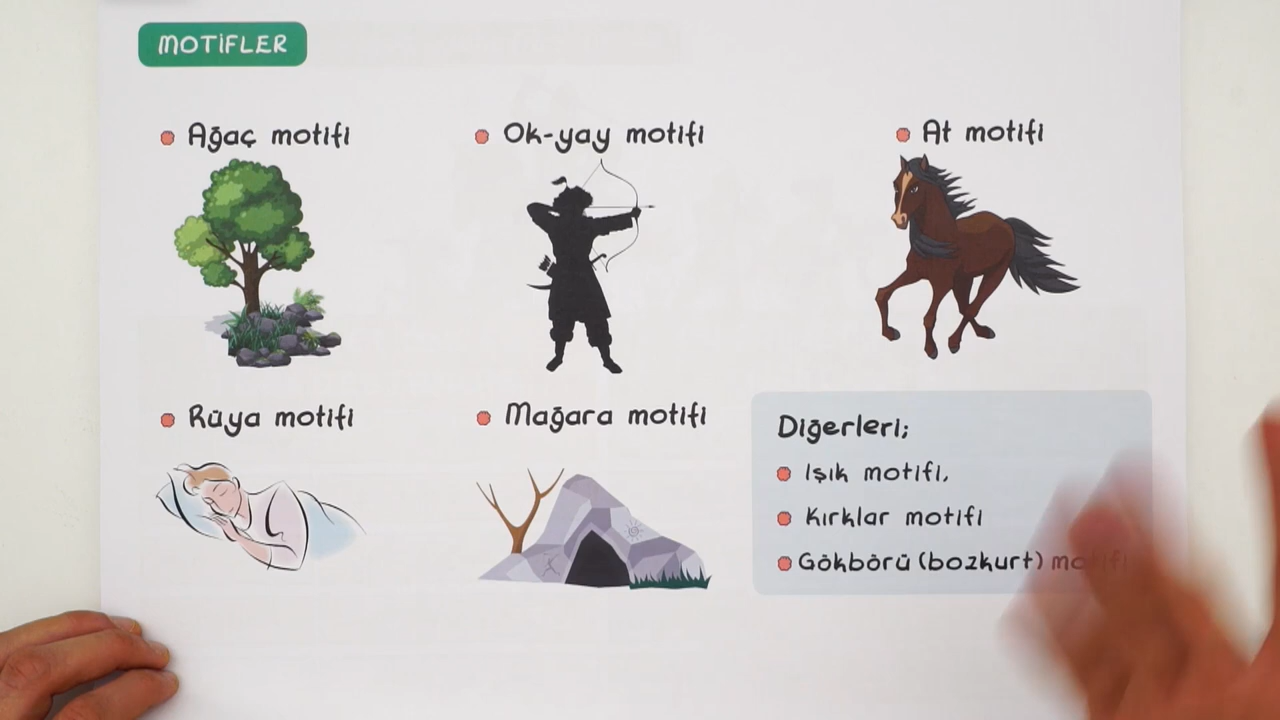 MOTİFLER
Ağaç motifi
Ok-yay motifi
At motifi
Rüya motifi
Mağara motifi
Diğerleri;
Işık motifi,
Kırklar motifi
Gökbörü (bozkurt) motifi